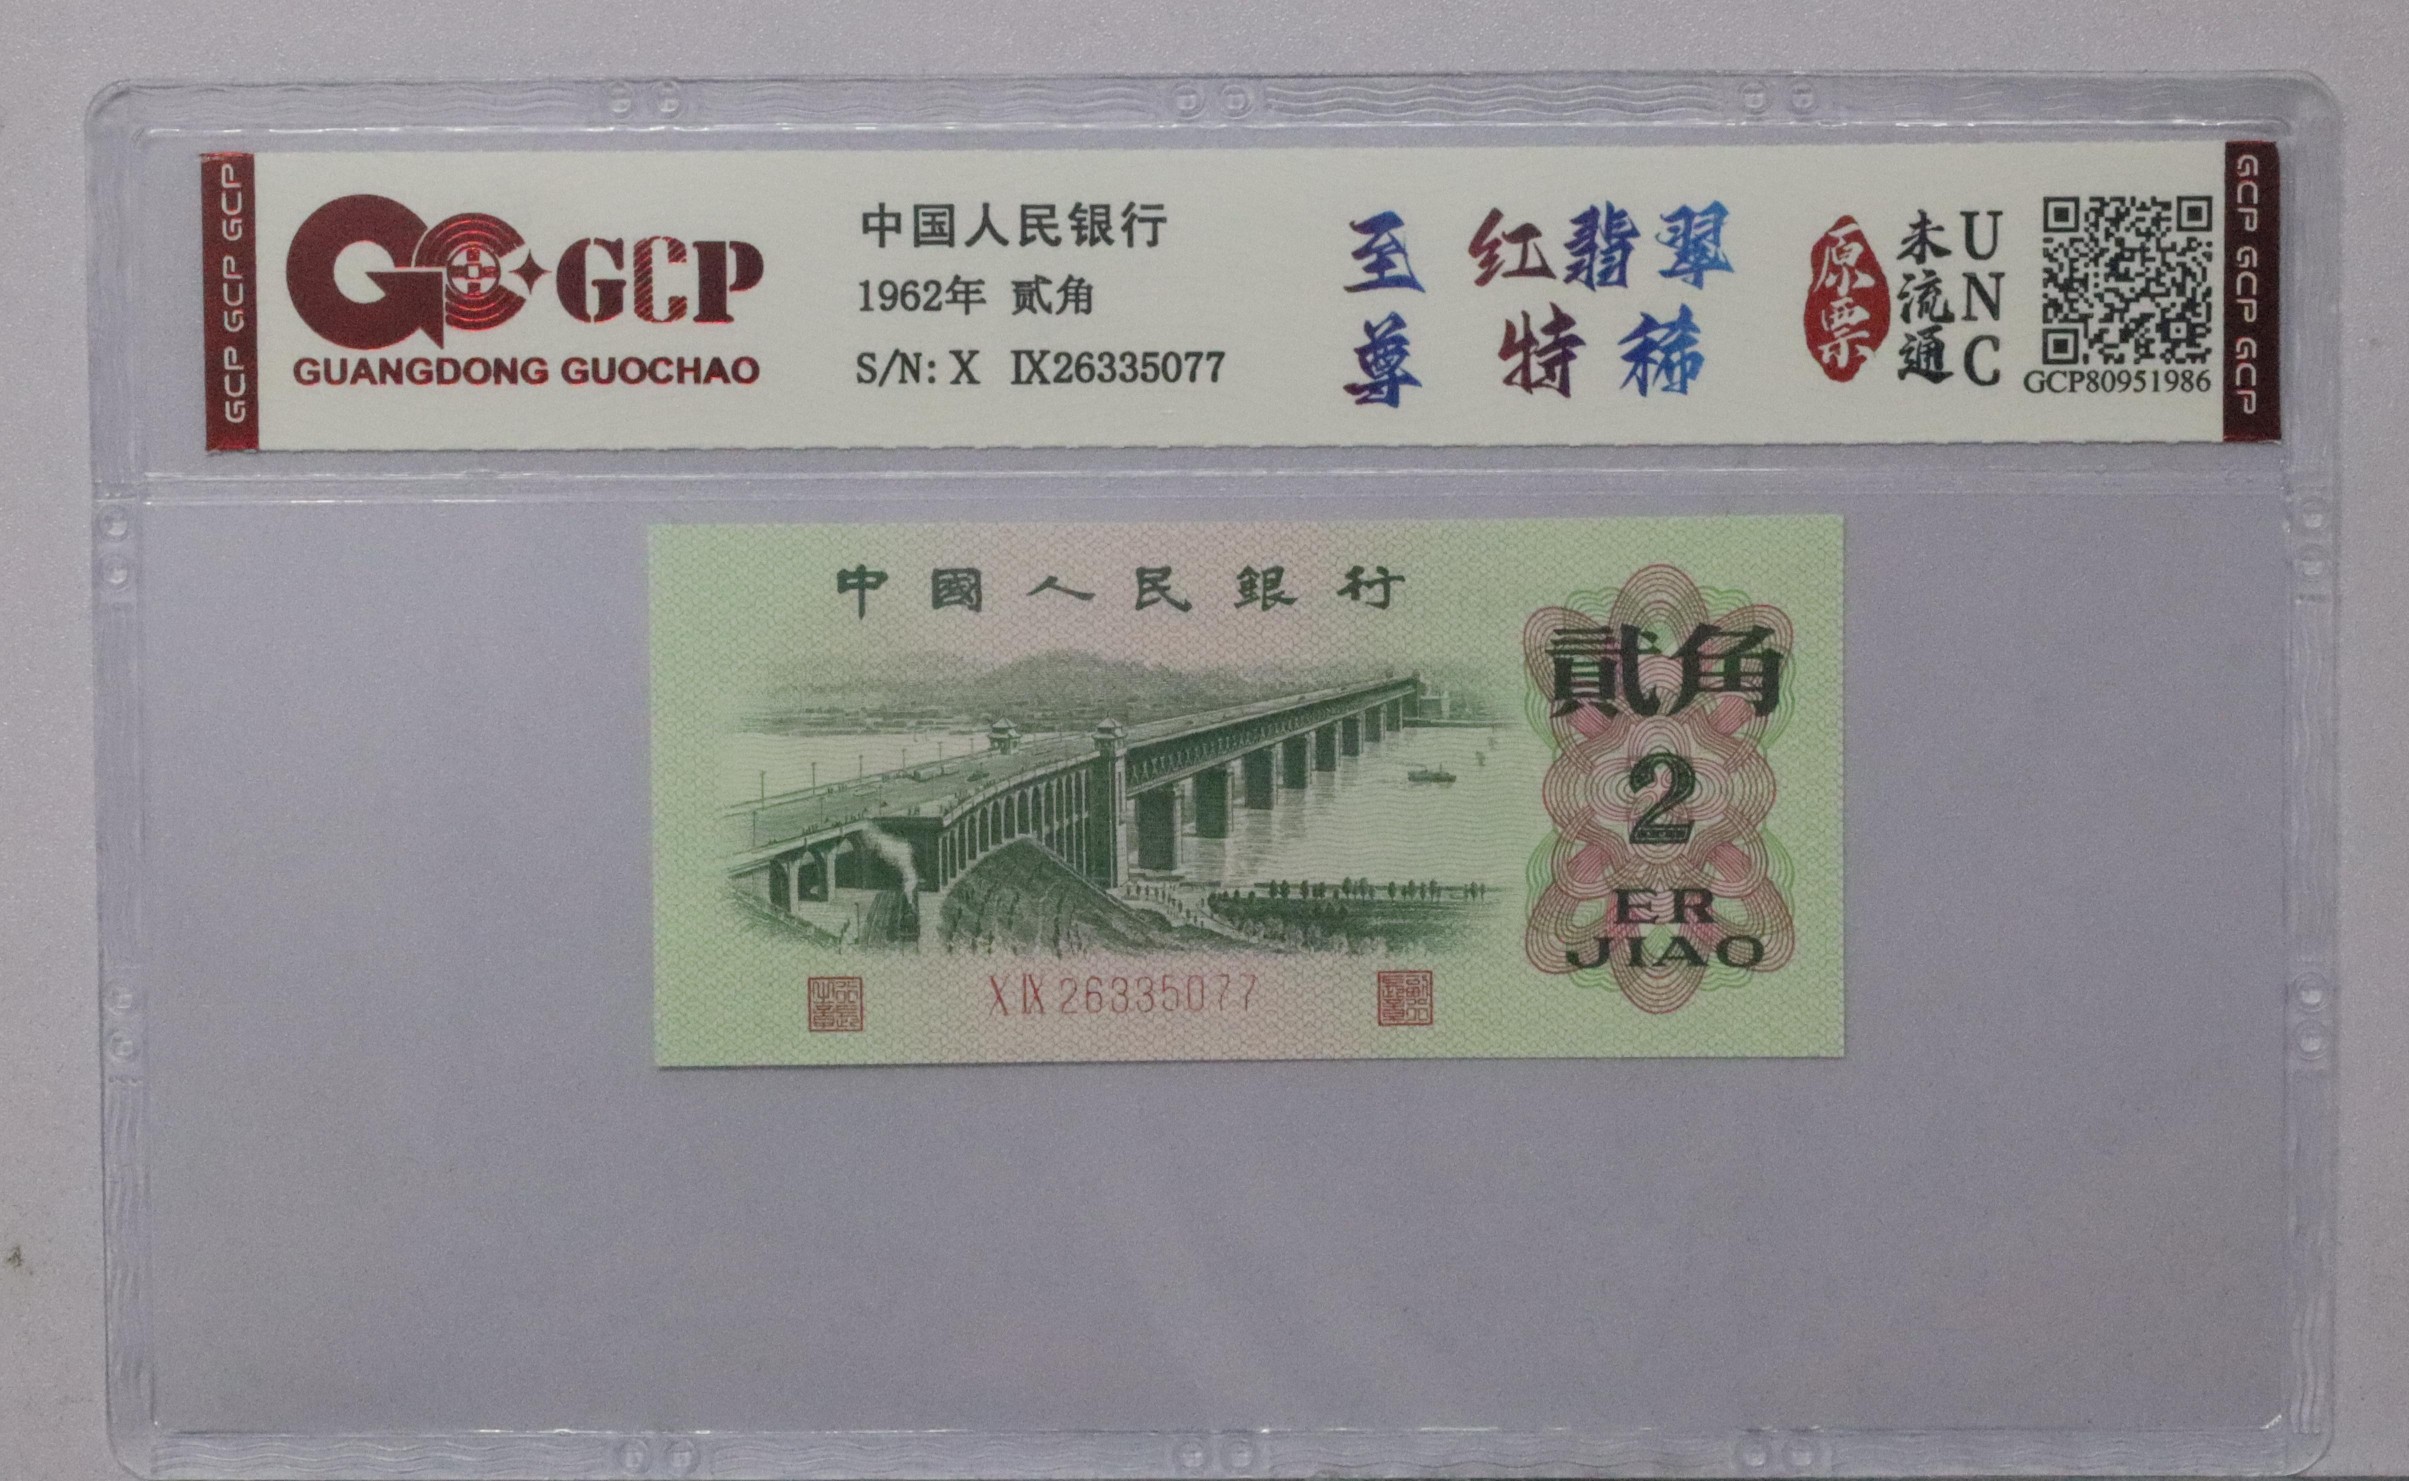 GCP GCP GCP
GCP
GUANGDONG GUOCHAO
中国人民银行
1962年 贰角
S/N: X IX26335077
至尊
红翡翠
特稀
原票
未流通
UNC
GCP80951986
GCP GCP GCP
中國人民銀行
貳角
2
ER
JIAO
X IX 26335077